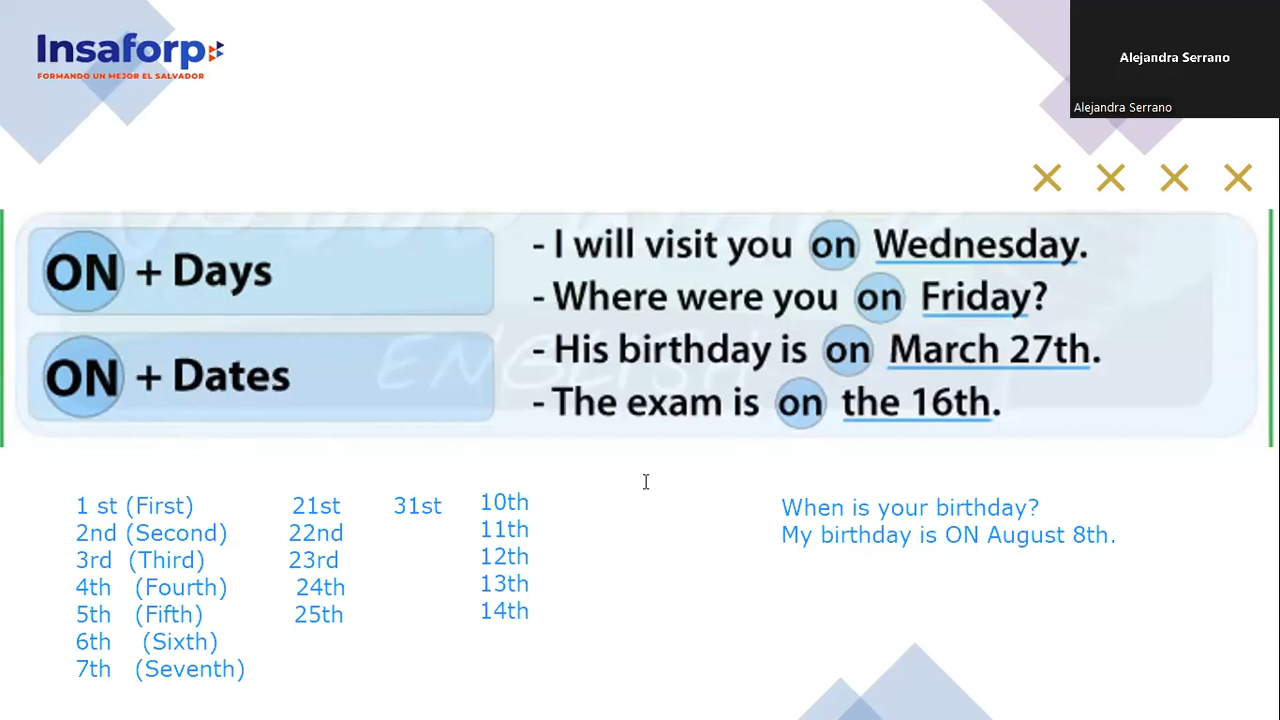 Insaforp
FORMANDO UN MEJOR EL SALVADOR
Alejandra Serrano
Alejandra Serrano
ON + Days
- I will visit you on Wednesday.
- Where were you on Friday?
ON + Dates
- His birthday is on March 27th.
- The exam is on the 16th.
ENGLISH
1 st (First)
2nd (Second)
3rd (Third)
4th (Fourth)
5th (Fifth)
6th (Sixth)
7th (Seventh)
21st
22nd
23rd
24th
25th
31st
10th
11th
12th
13th
14th
When is your birthday?
My birthday is ON August 8th.